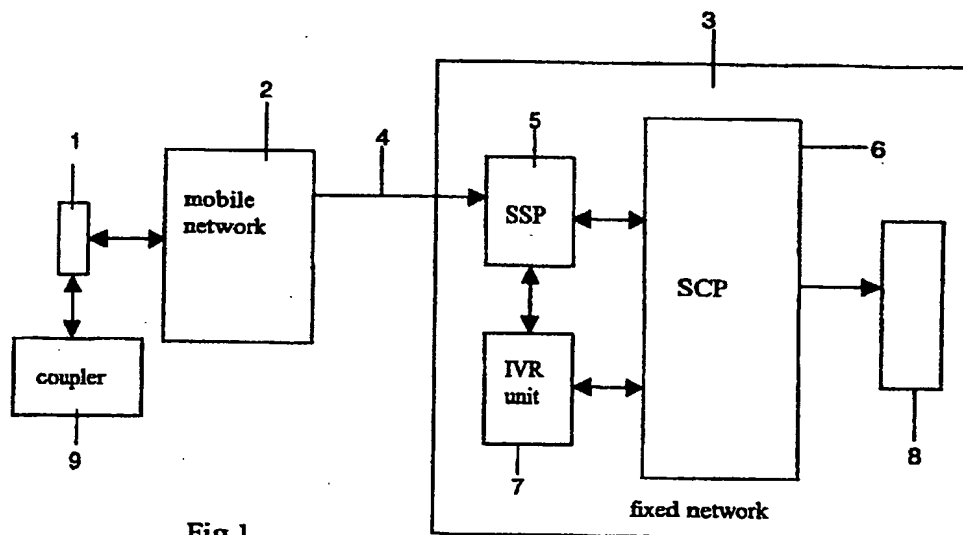 3
2
1
4
5
6
mobile
network
SSP
SCP
coupler
IVR
unit
9
7
8
fixed network
Fig 1